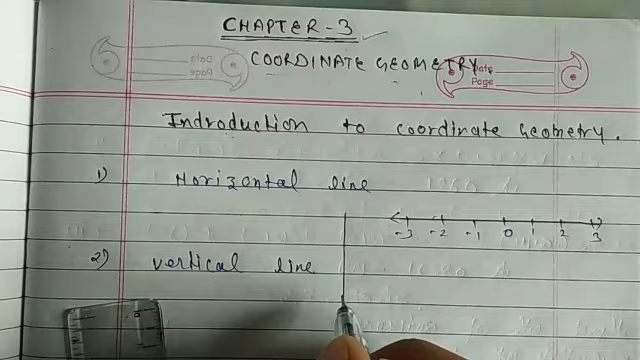 CHAPTER - 3
COORDINATE GEOMETRY
Date
Page
Indroduction to coordinate Geometry.
1) Horizontal line
-3 -2 -1 0 1 2 3
2) vertical line